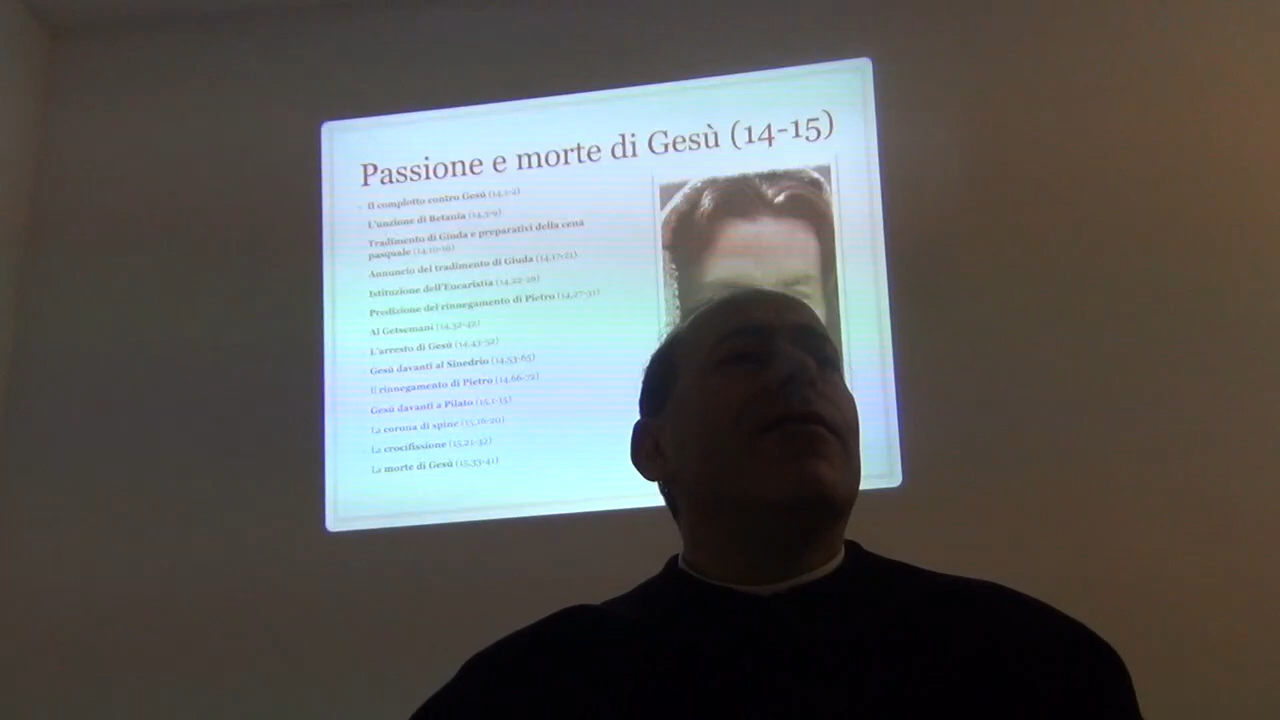 Passione e morte di Gesù (14-15)
Il complotto contro Gesù (14,1-2)
L'unzione di Betania (14,3-9)
Tradimento di Giuda e preparativi della cena
pasquale (14,10-16)
Annuncio del tradimento di Giuda (14,17-21)
Istituzione dell'Eucaristia (14,22-26)
Predizione del rinnegamento di Pietro (14,27-31)
Al Getsemani (14,32-42)
L'arresto di Gesù (14,43-52)
Gesù davanti al Sinedrio (14,53-65)
Il rinnegamento di Pietro (14,66-72)
Gesù davanti a Pilato (15,1-15)
La corona di spine (15,16-20)
La crocifissione (15,21-32)
La morte di Gesù (15,33-41)